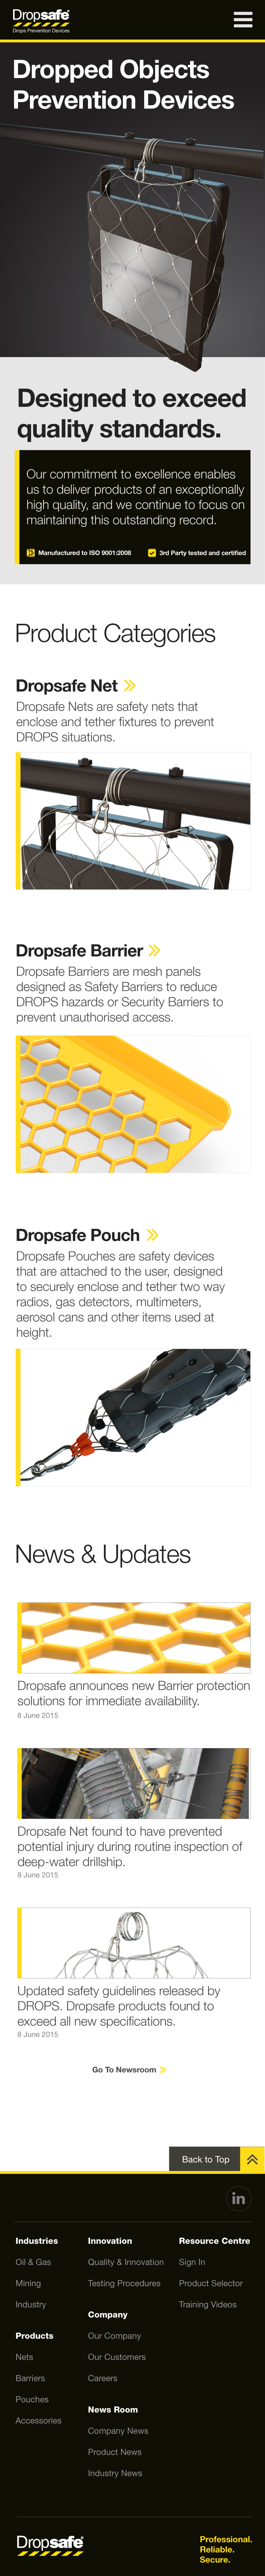 Dropsafe
Drops Prevention Devices
Dropped Objects
Prevention Devices
Designed to exceed
quality standards.
Our commitment to excellence enables
us to deliver products of an exceptionally
high quality, and we continue to focus on
maintaining this outstanding record.
Manufactured to ISO 9001:2008
3rd Party tested and certified
Product Categories
Dropsafe Net
Dropsafe Nets are safety nets that
enclose and tether fixtures to prevent
DROPS situations.
Dropsafe Barrier
Dropsafe Barriers are mesh panels
designed as Safety Barriers to reduce
DROPS hazards or Security Barriers to
prevent unauthorised access.
Dropsafe Pouch
Dropsafe Pouches are safety devices
that are attached to the user, designed
to securely enclose and tether two way
radios, gas detectors, multimeters,
aerosol cans and other items used at
height.
News & Updates
Dropsafe announces new Barrier protection
solutions for immediate availability.
8 June 2015
Dropsafe Net found to have prevented
potential injury during routine inspection of
deep-water drillship.
8 June 2015
Updated safety guidelines released by
DROPS. Dropsafe products found to
exceed all new specifications.
8 June 2015
Go To Newsroom
Back to Top
in
Industries
Oil & Gas
Mining
Industry
Products
Nets
Barriers
Pouches
Accessories
Innovation
Quality & Innovation
Testing Procedures
Company
Our Company
Our Customers
Careers
News Room
Company News
Product News
Industry News
Resource Centre
Sign In
Product Selector
Training Videos
Dropsafe
Professional.
Reliable.
Secure.